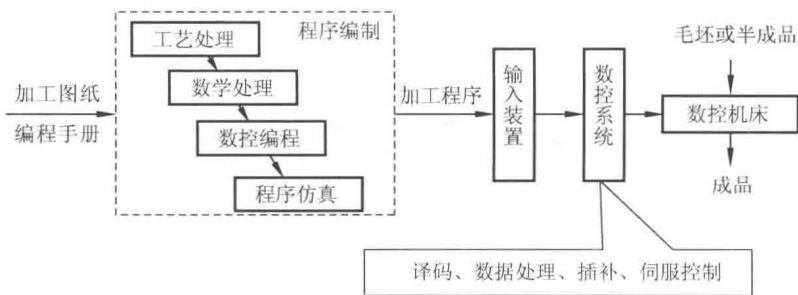 工艺处理
程序编制
数学处理
数控编程
程序仿真
加工图纸
编程手册
加工程序
输入装置
数控系统
毛坯或半成品
数控机床
成品
译码、数据处理、插补、伺服控制